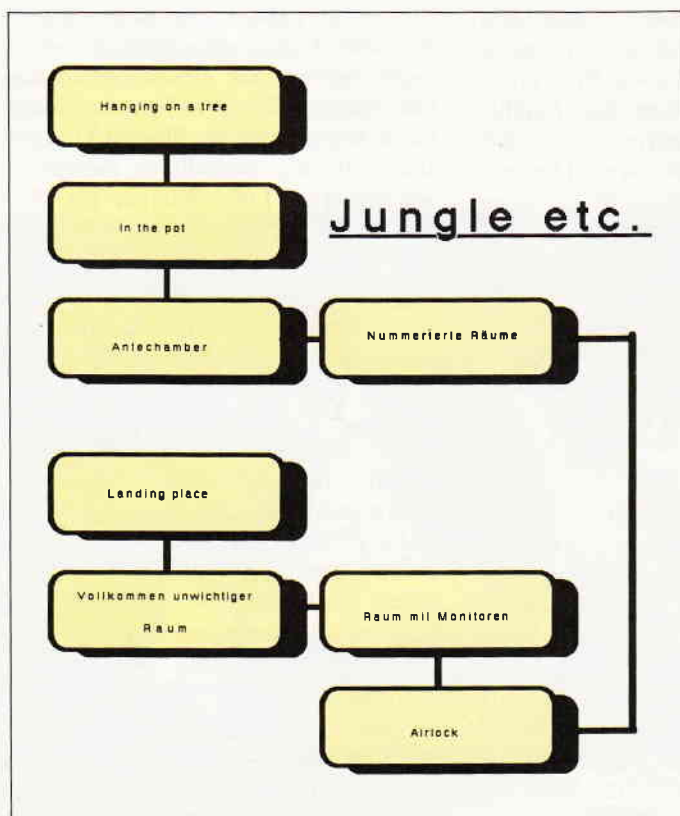 Hanging on a tree
In the pot
Jungle etc.
Antechamber
Nummerierte Räume
Landing place
Vollkommen unwichtiger
Raum
Raum mit Monitoren
Airlock